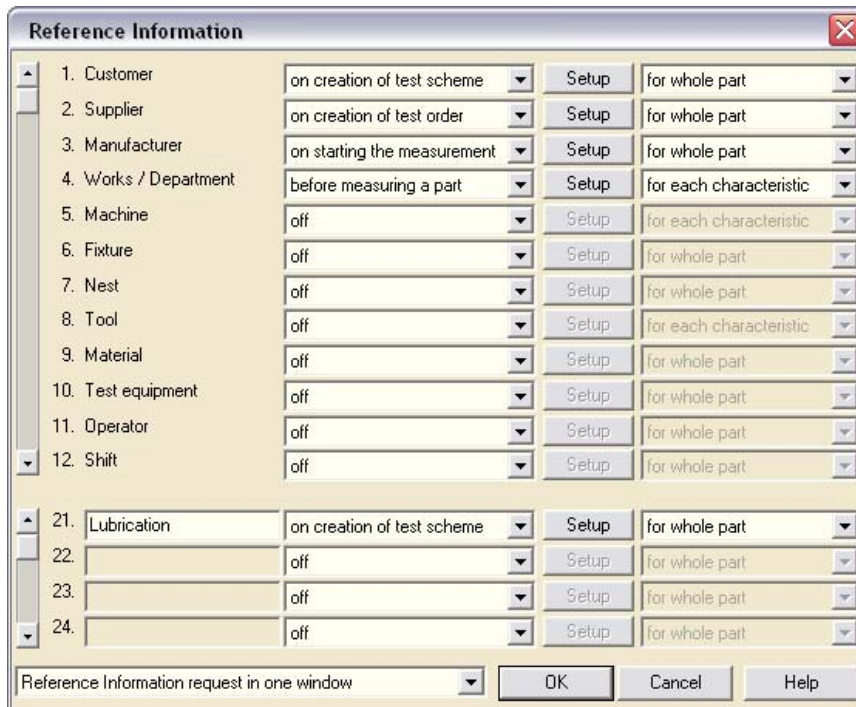 Reference Information
1. Customer on creation of test scheme Setup for whole part
2. Supplier on creation of test order Setup for whole part
3. Manufacturer on starting the measurement Setup for whole part
4. Works / Department before measuring a part Setup for each characteristic
5. Machine off Setup for each characteristic
6. Fixture off Setup for whole part
7. Nest off Setup for whole part
8. Tool off Setup for each characteristic
9. Material off Setup for whole part
10. Test equipment off Setup for whole part
11. Operator off Setup for whole part
12. Shift off Setup for whole part
21. Lubrication on creation of test scheme Setup for whole part
22. off Setup for whole part
23. off Setup for whole part
24. off Setup for whole part
Reference Information request in one window OK Cancel Help